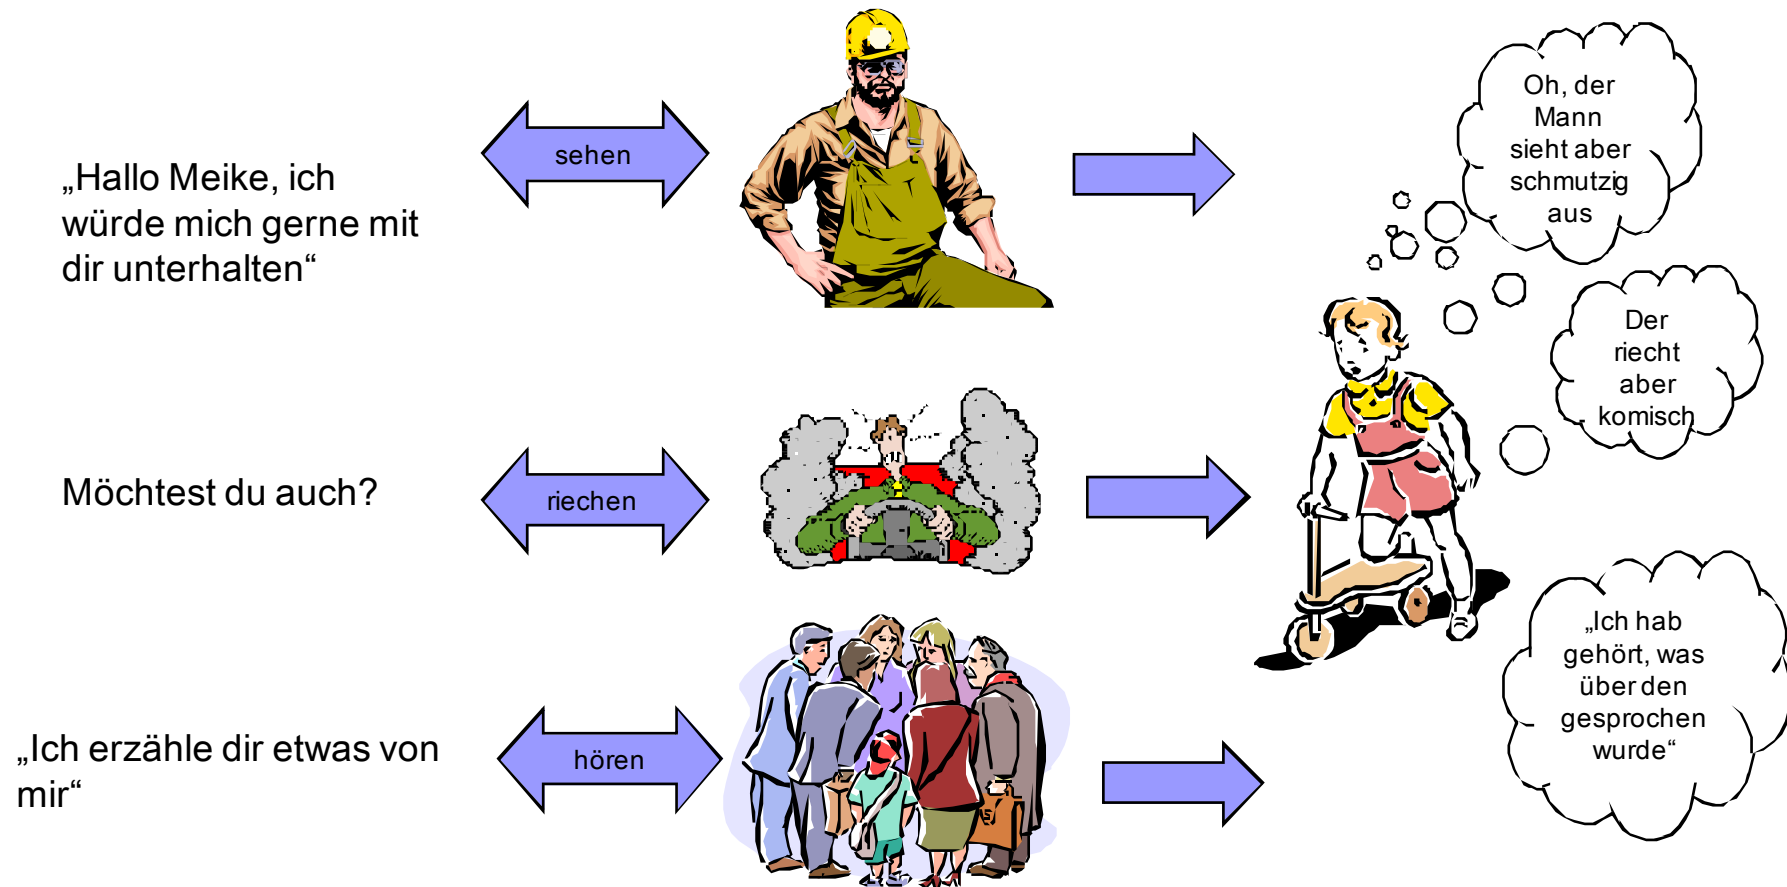 „Hallo Meike, ich
würde mich gerne mit
dir unterhalten“
sehen
Oh, der
Mann
sieht aber
schmutzig
aus
Der
riecht
aber
komisch
Möchtest du auch?
riechen
„Ich erzähle dir etwas von
mir“
hören
„Ich hab
gehört, was
über den
gesprochen
wurde“